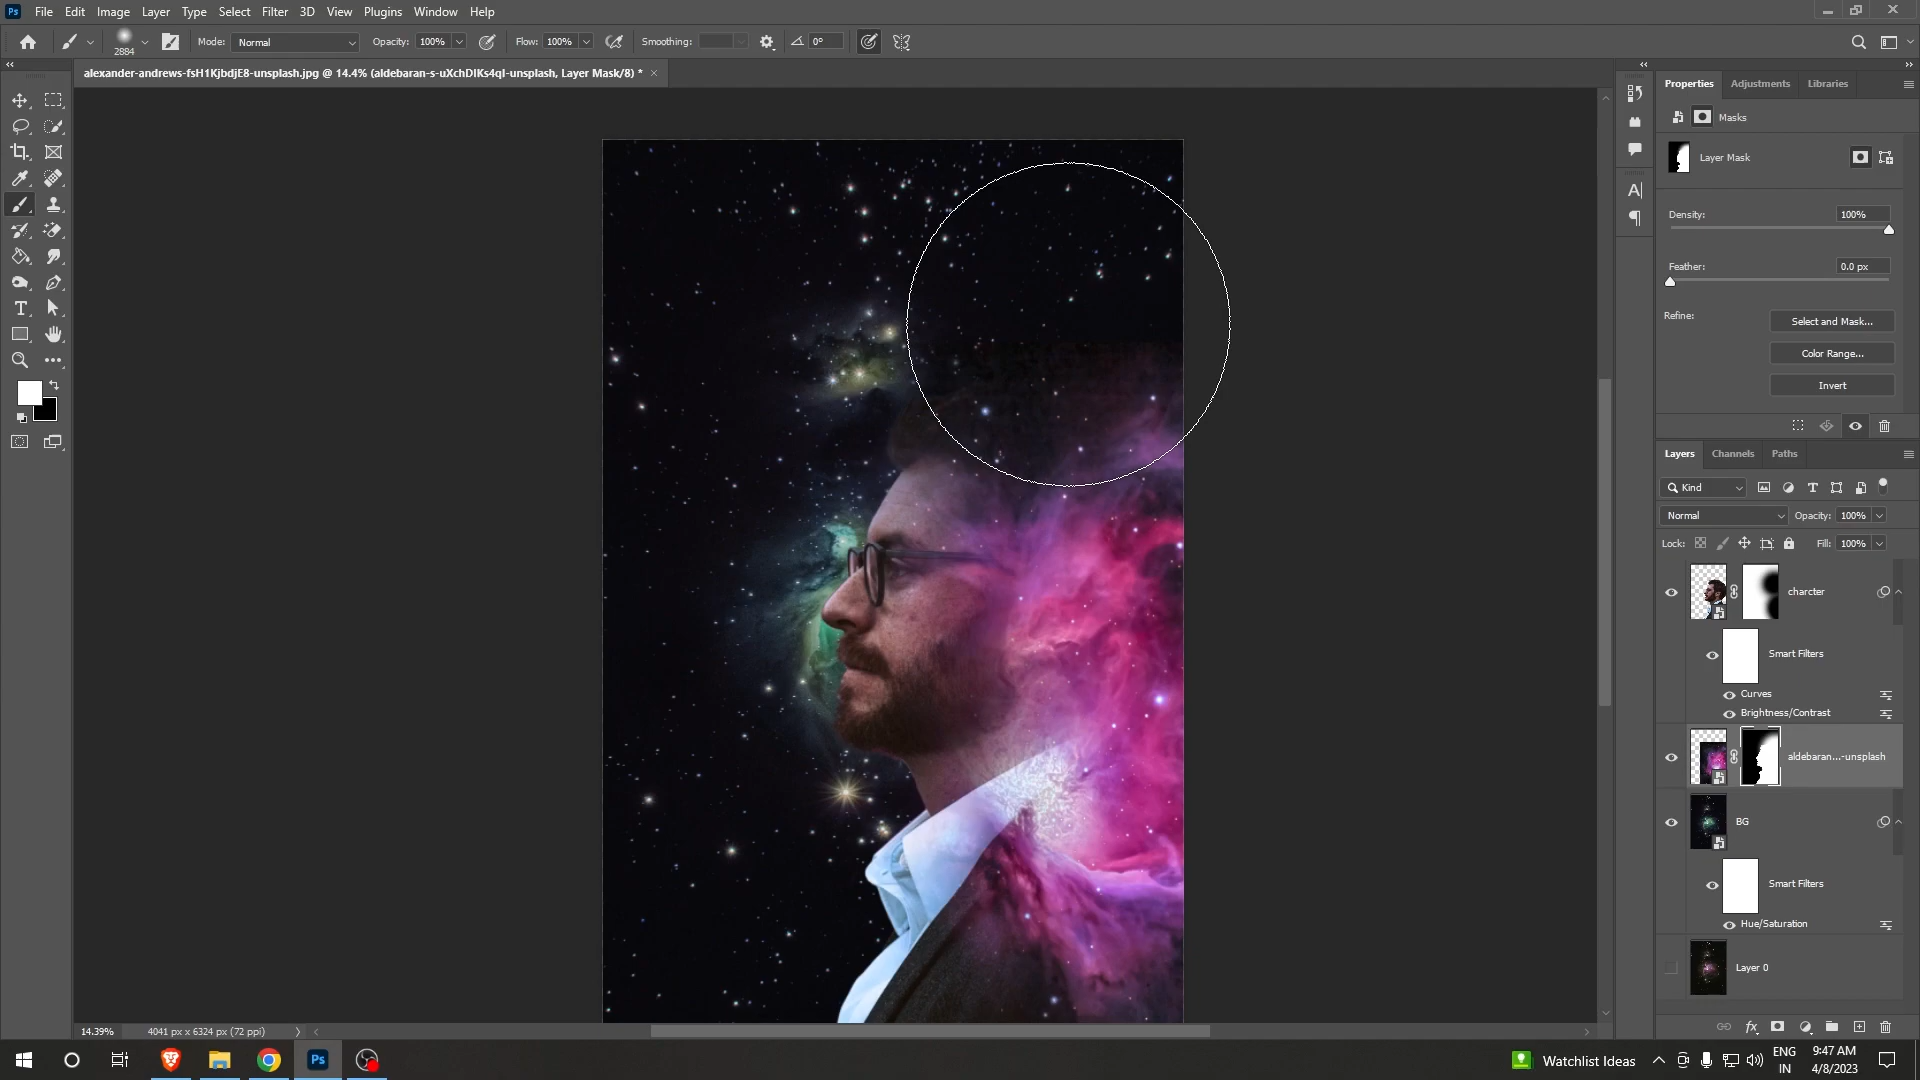 Ps File Edit Image Layer Type Select Filter 3D View Plugins Window Help
2884 Mode: Normal Opacity: 100% Flow: 100% Smoothing: 0°
alexander-andrews-fsH1KjbdjE8-unsplash.jpg @ 14.4% (aldebaran-s-uXchDIKs4qI-unsplash, Layer Mask/8) *
Properties Adjustments Libraries
Masks
Layer Mask
Density: 100%
Feather: 0.0 px
Refine: Select and Mask...
Color Range...
Invert
Layers Channels Paths
Kind
Normal Opacity: 100%
Lock: Fill: 100%
charcter
Smart Filters
Curves
Brightness/Contrast
aldebaran...-unsplash
BG
Smart Filters
Hue/Saturation
Layer 0
fx
14.39% 4041 px x 6324 px (72 ppi)
Ps Watchlist Ideas ENG IN 9:47 AM 4/8/2023